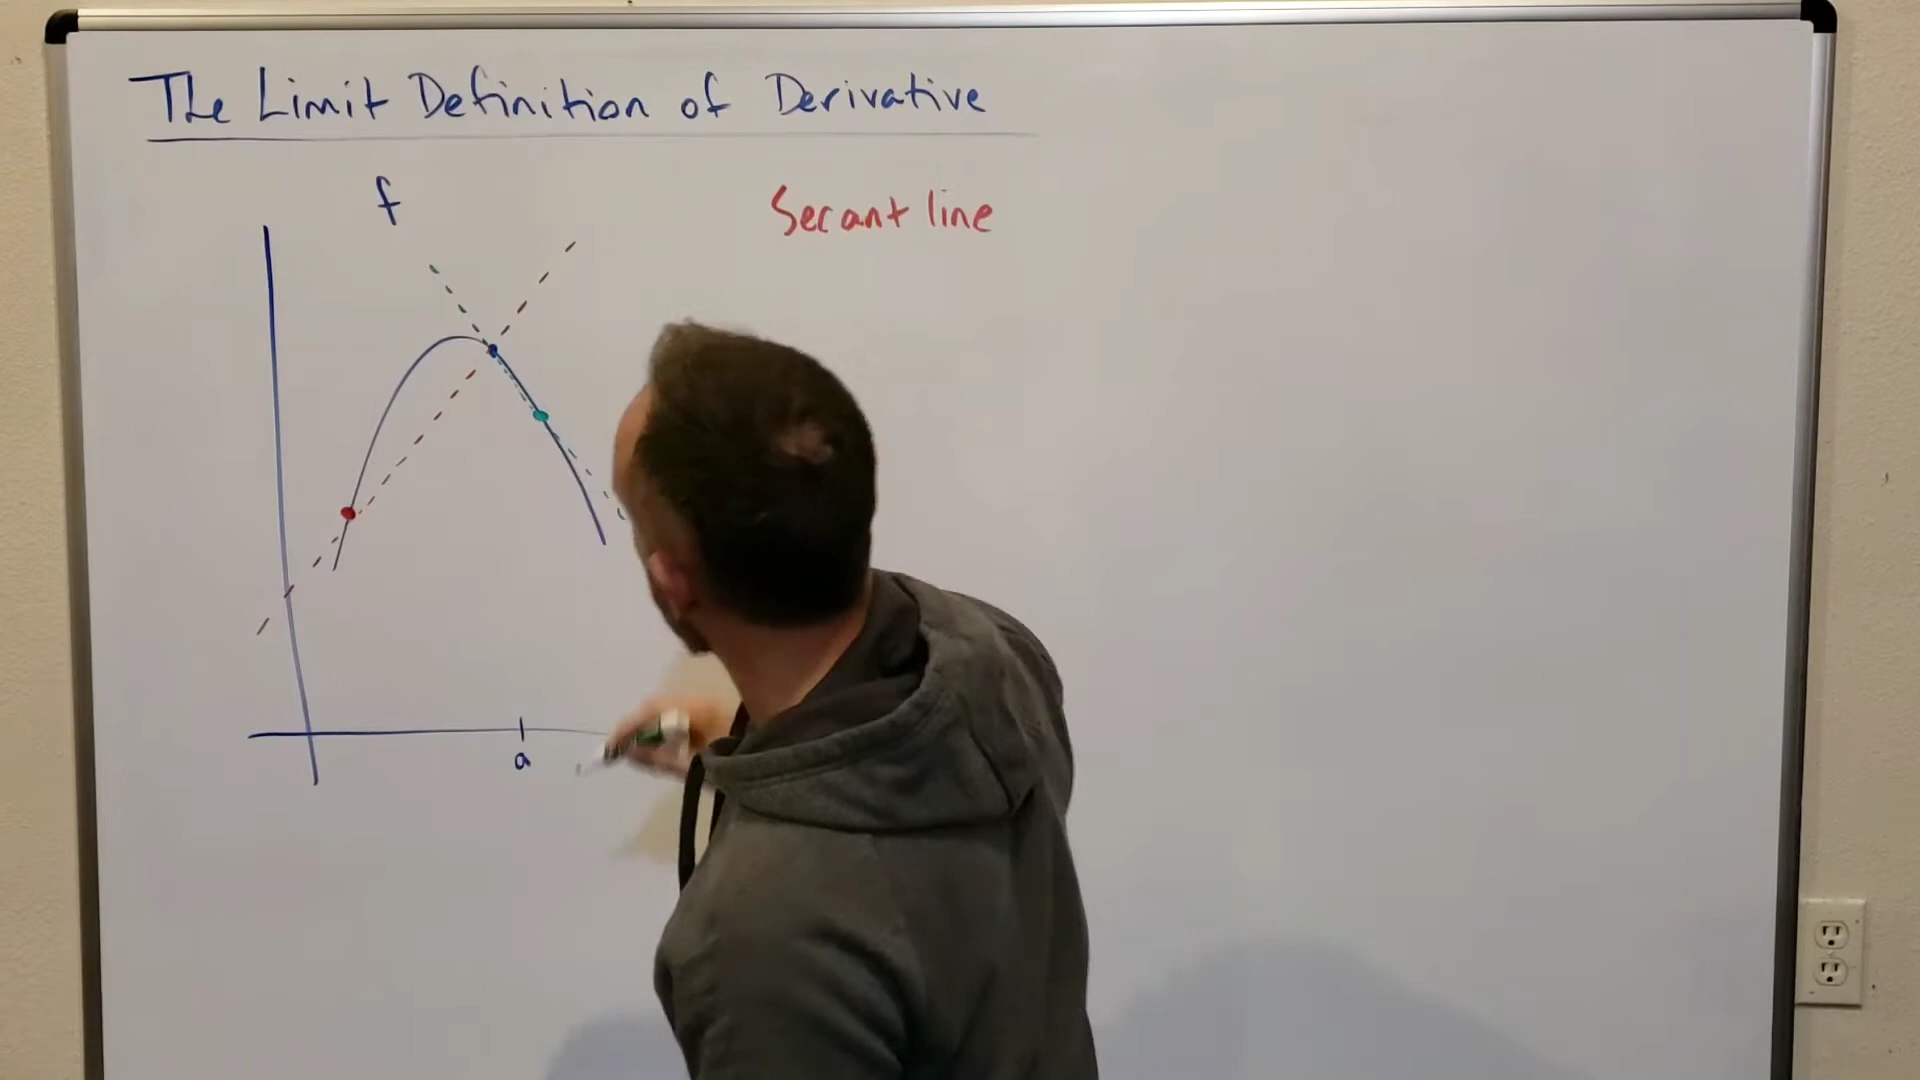 The Limit Definition of Derivative
f
Secant line
a